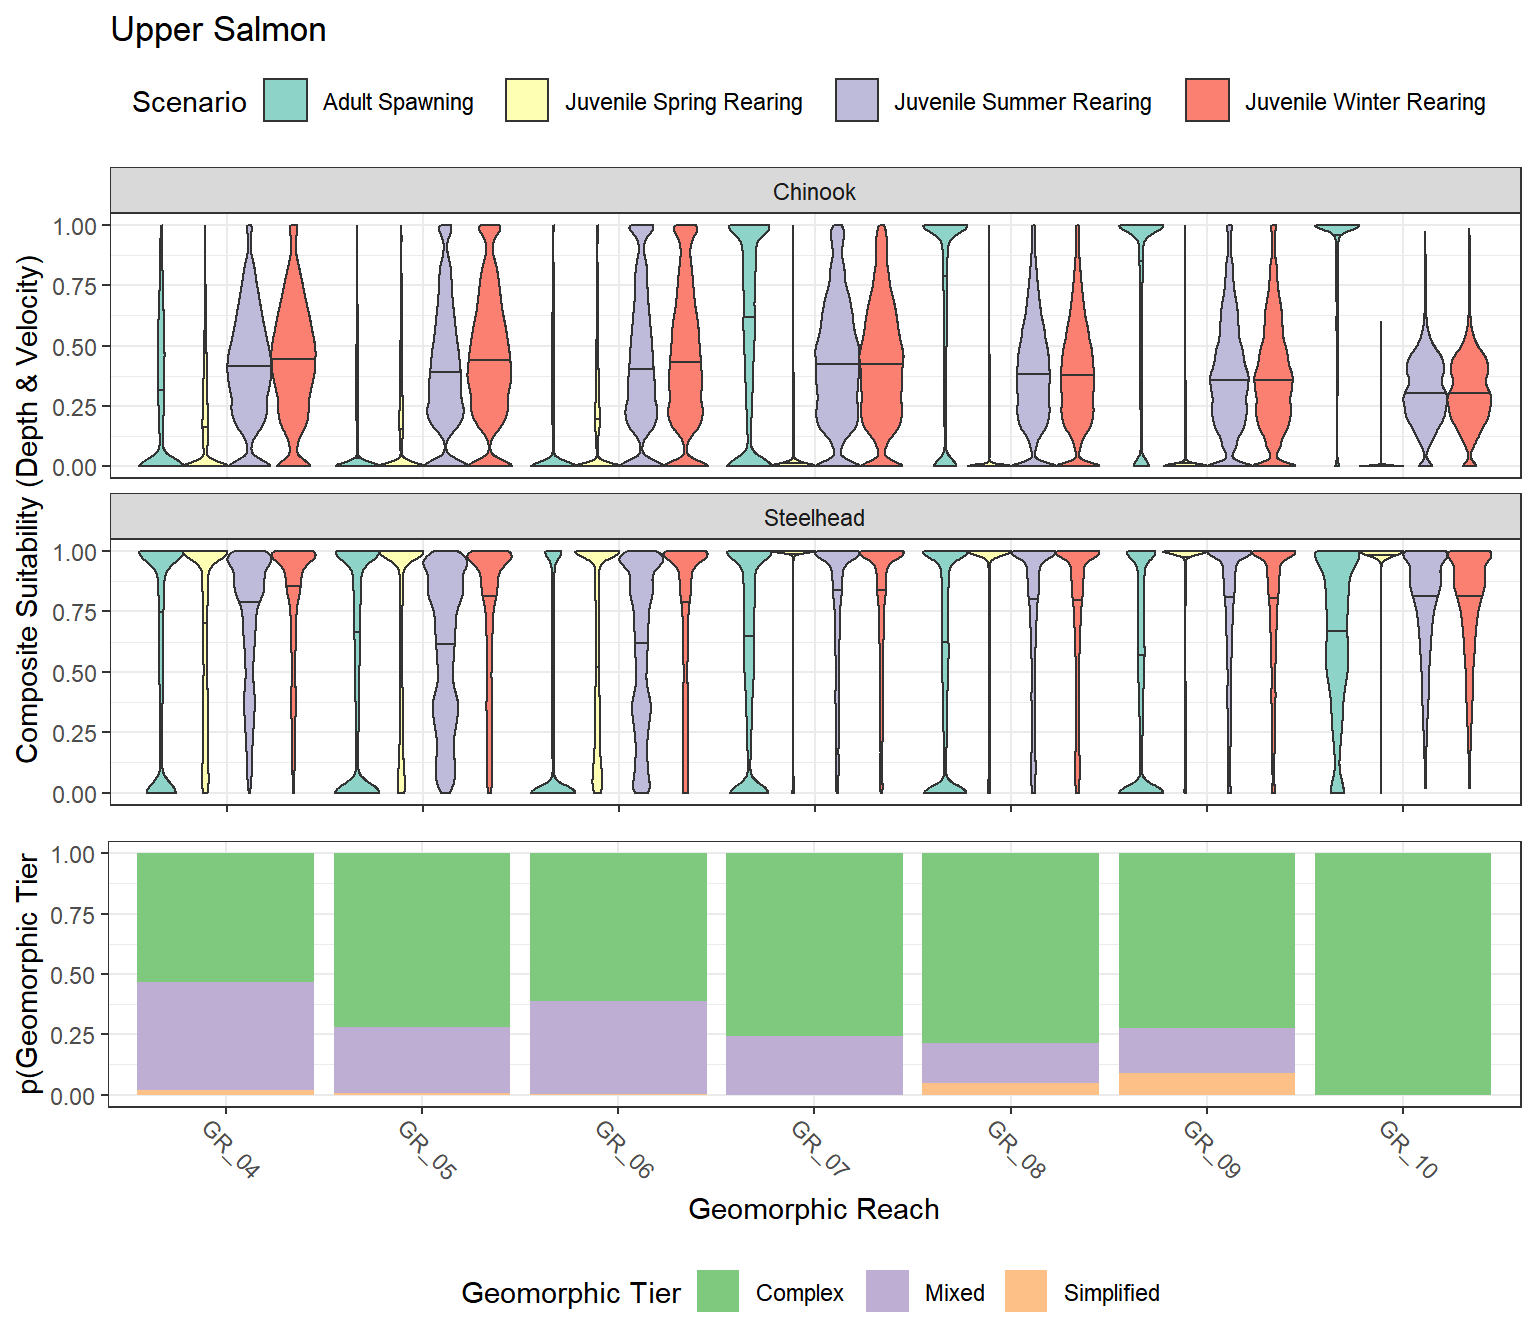 Upper Salmon
Scenario Adult Spawning Juvenile Spring Rearing Juvenile Summer Rearing Juvenile Winter Rearing
Composite Suitability (Depth & Velocity)
Chinook
1.00
0.75
0.50
0.25
0.00
Steelhead
1.00
0.75
0.50
0.25
0.00
p(Geomorphic Tier
1.00
0.75
0.50
0.25
0.00
GR_04 GR_05 GR_06 GR_07 GR_08 GR_09 GR_10
Geomorphic Reach
Geomorphic Tier Complex Mixed Simplified